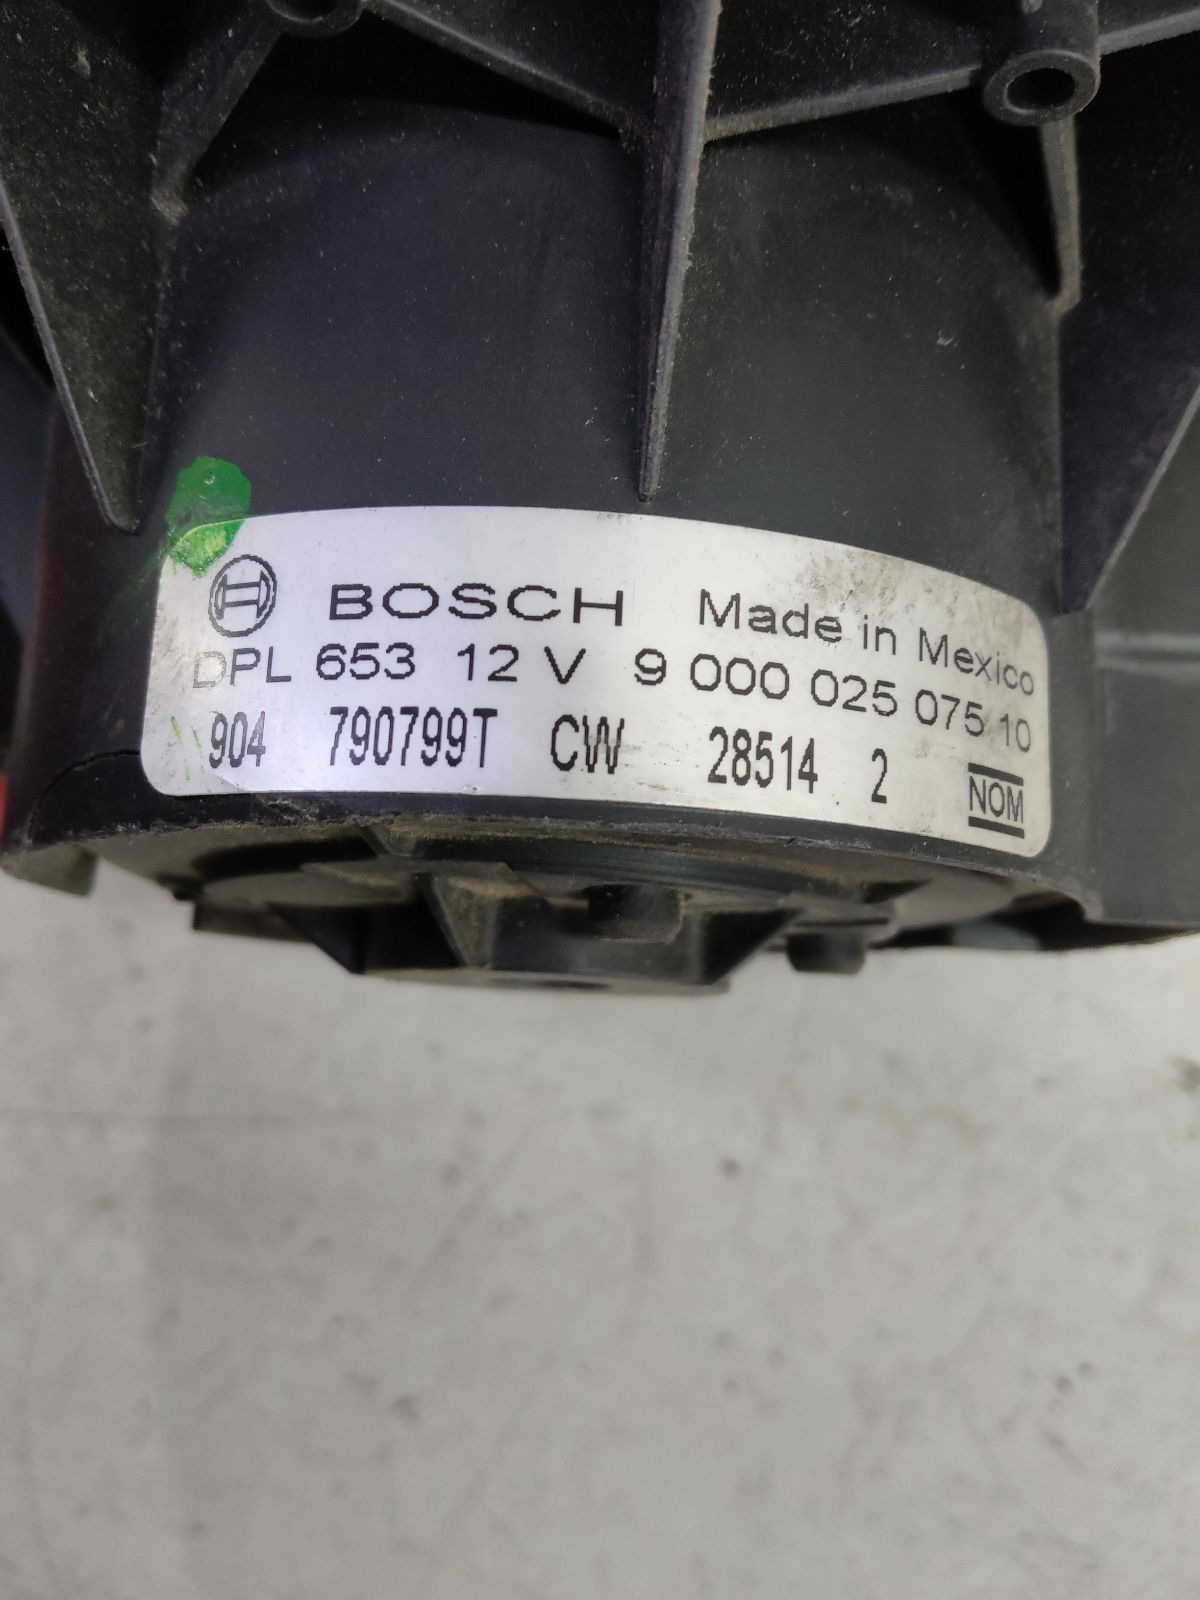 BOSCH Made in Mexico
DPL 653 12 V 9 000 025 075 10
904 790799T CW 28514 2 NOM